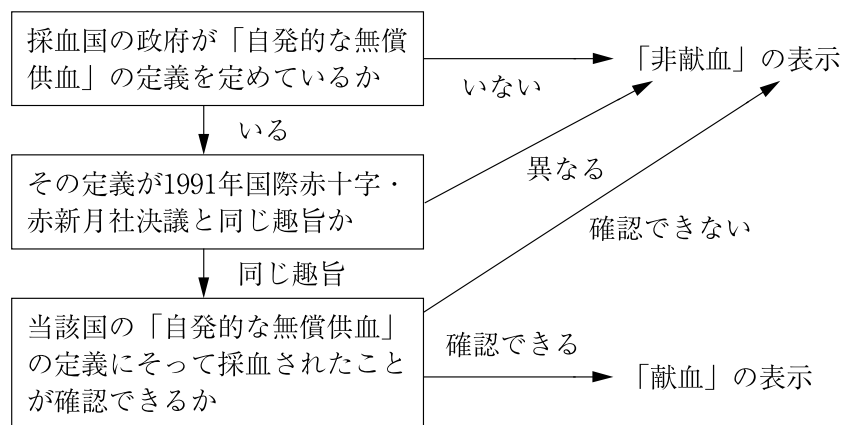 採血国の政府が「自発的な無償
供血」の定義を定めているか
いない
「非献血」の表示
いる
その定義が1991年国際赤十字・
赤新月社決議と同じ趣旨か
異なる
同じ趣旨
確認できない
当該国の「自発的な無償供血」
の定義にそって採血されたこと
が確認できるか
確認できる
「献血」の表示